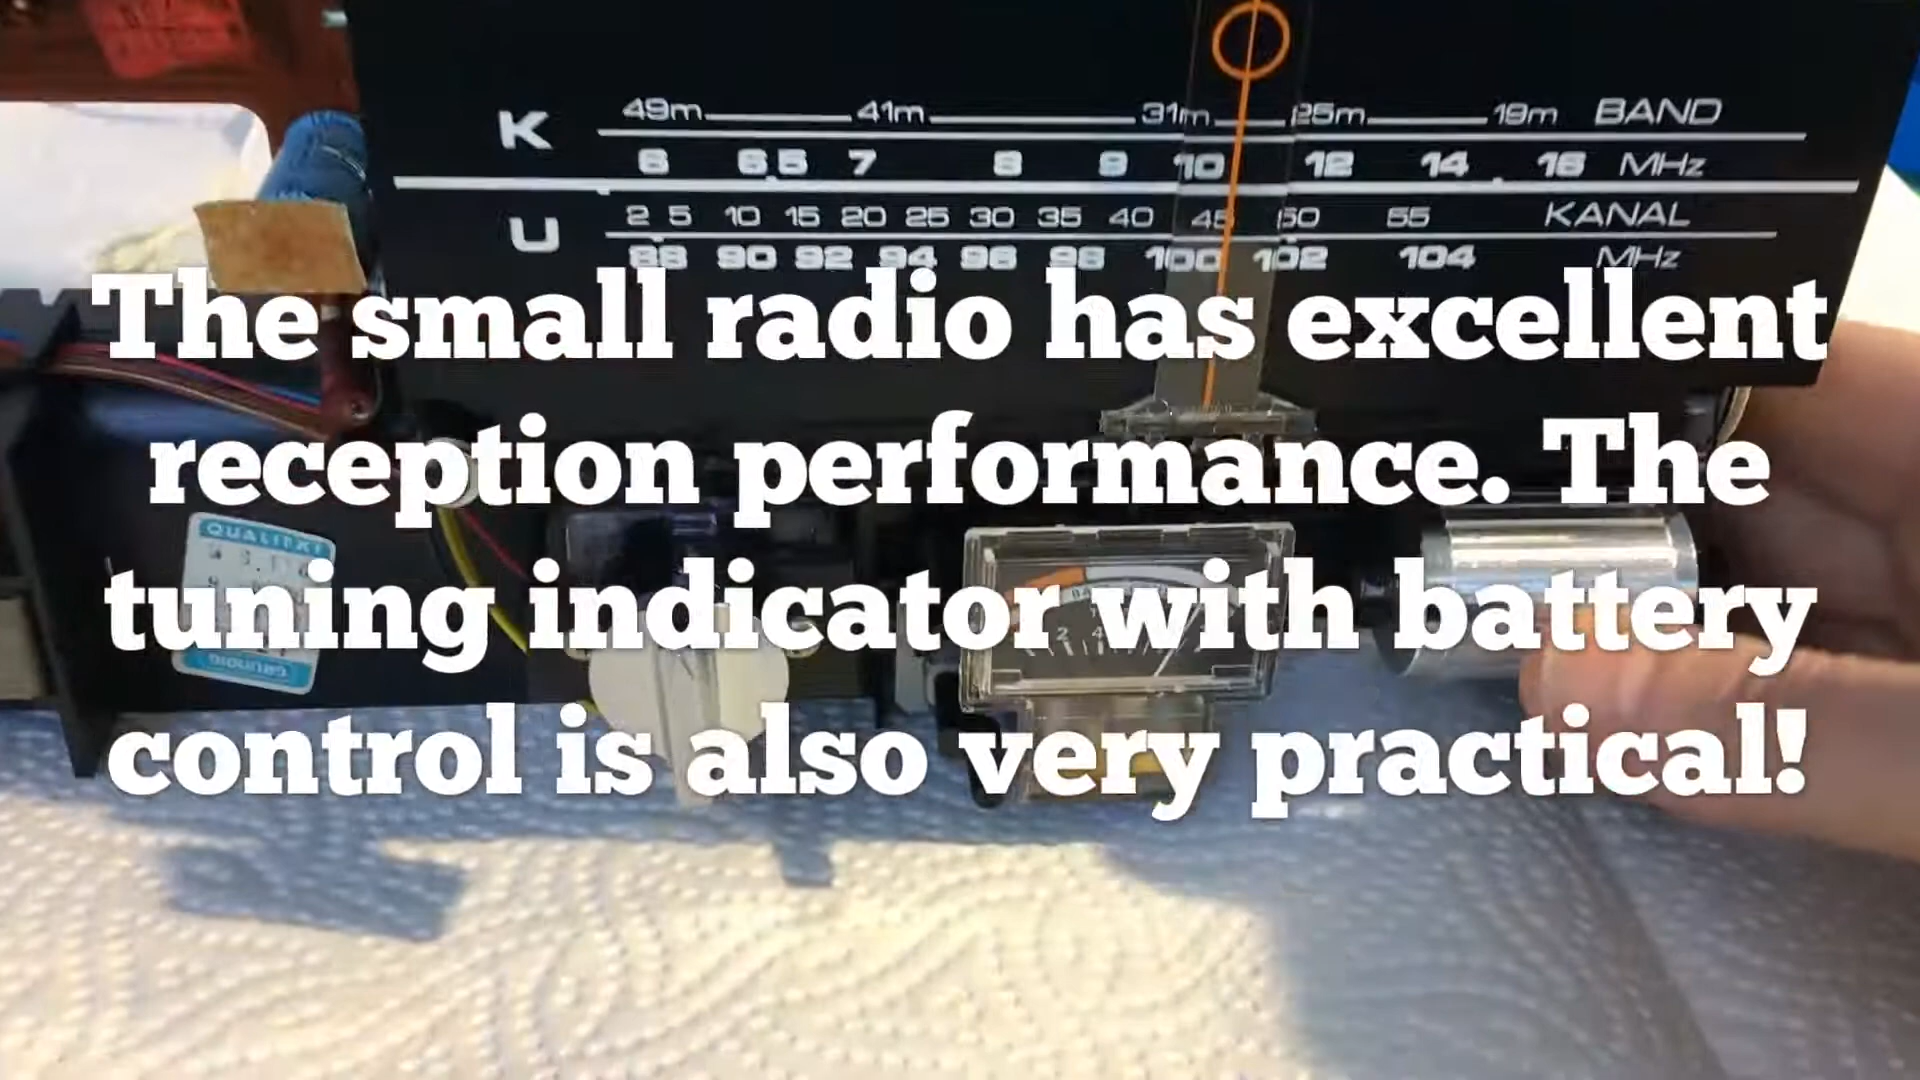 K 49m 41m 31m 25m 19m BAND
6 6.5 7 8 9 10 12 14 16 MHz
U 2 5 10 15 20 25 30 35 40 45 50 55 KANAL
88 90 92 94 96 98 100 102 104 MHz
The small radio has excellent
reception performance. The
tuning indicator with battery
control is also very practical!
GRUNDIG
2 4